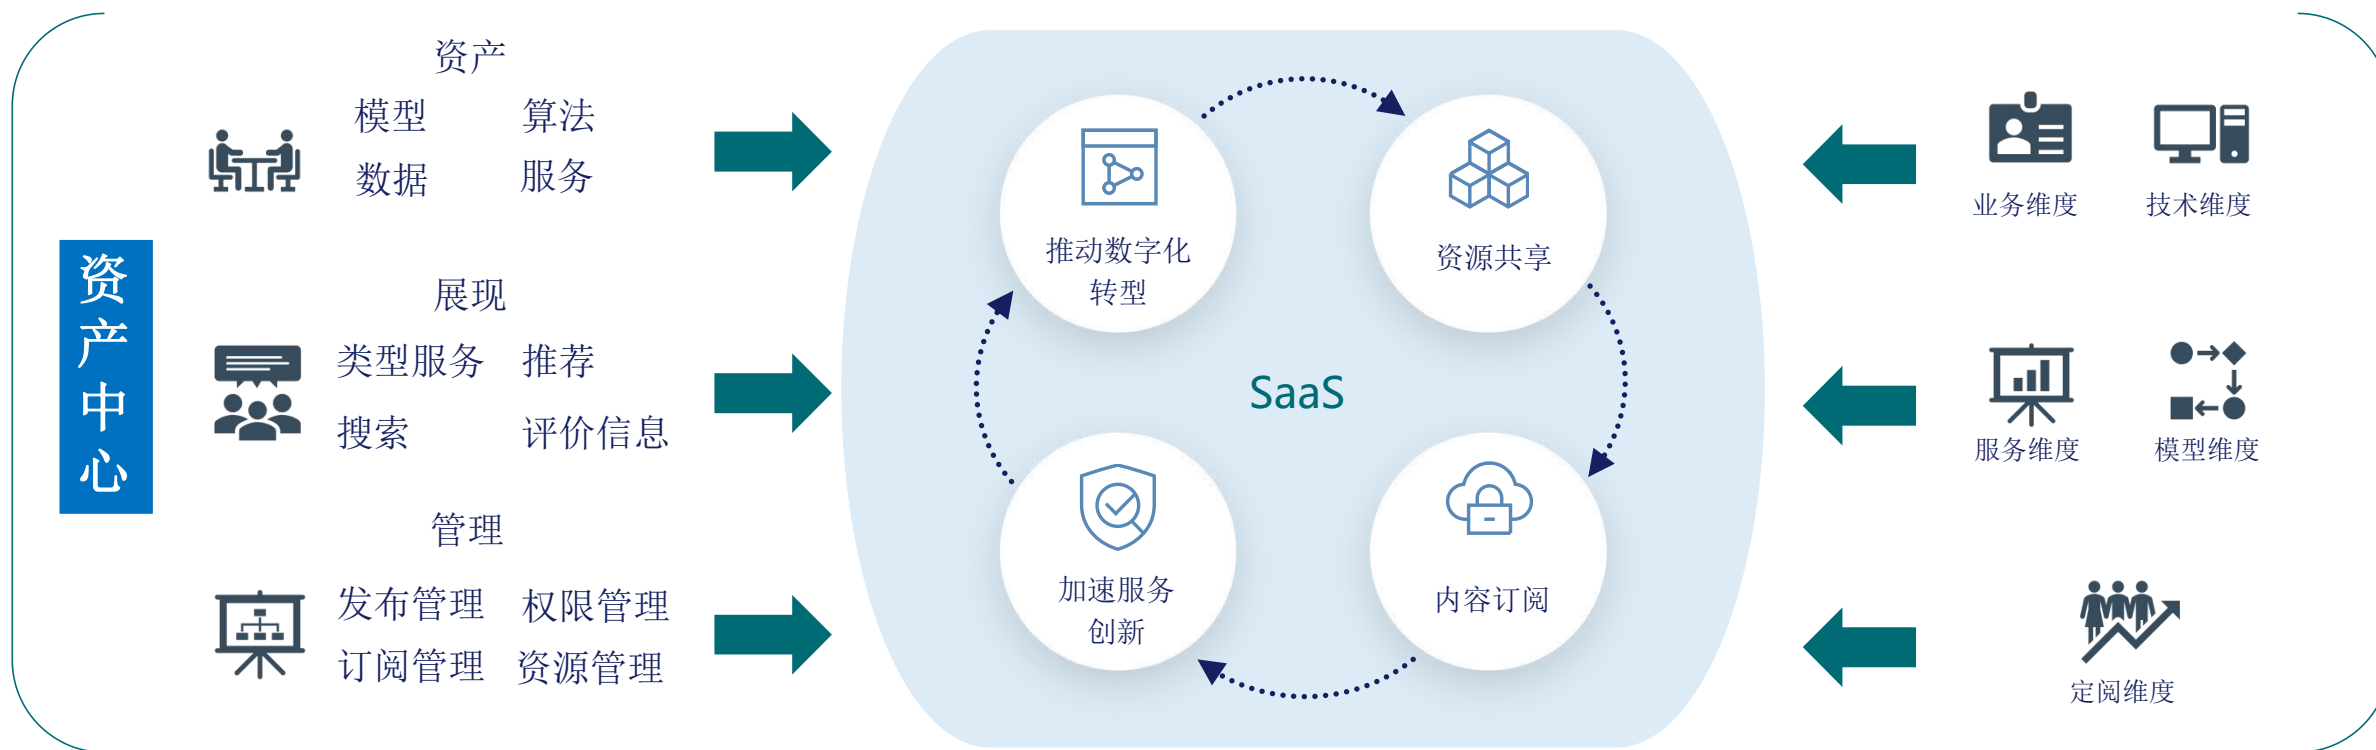 资产中心
资产
模型 算法
数据 服务
展现
类型服务 推荐
搜索 评价信息
管理
发布管理 权限管理
订阅管理 资源管理
推动数字化
转型
资源共享
SaaS
加速服务
创新
内容订阅
业务维度 技术维度
服务维度 模型维度
定阅维度